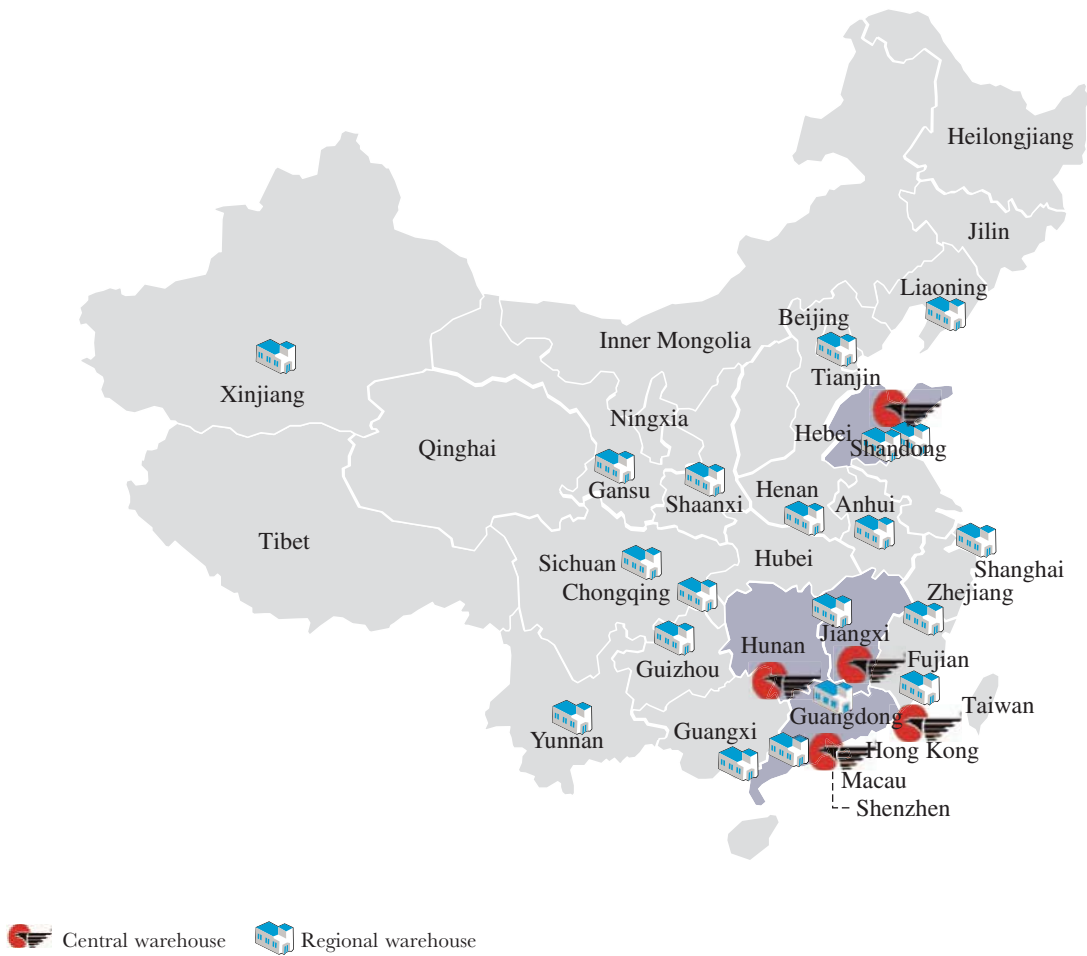 Heilongjiang
Jilin
Liaoning
Beijing
Inner Mongolia
Tianjin
Xinjiang
Ningxia
Hebei
Qinghai
Shandong
Gansu
Henan
Shaanxi
Anhui
Tibet
Hubei
Sichuan
Shanghai
Chongqing
Zhejiang
Jiangxi
Hunan
Fujian
Guizhou
Taiwan
Guangdong
Guangxi
Yunnan
Hong Kong
Macau
Shenzhen
Central warehouse
Regional warehouse